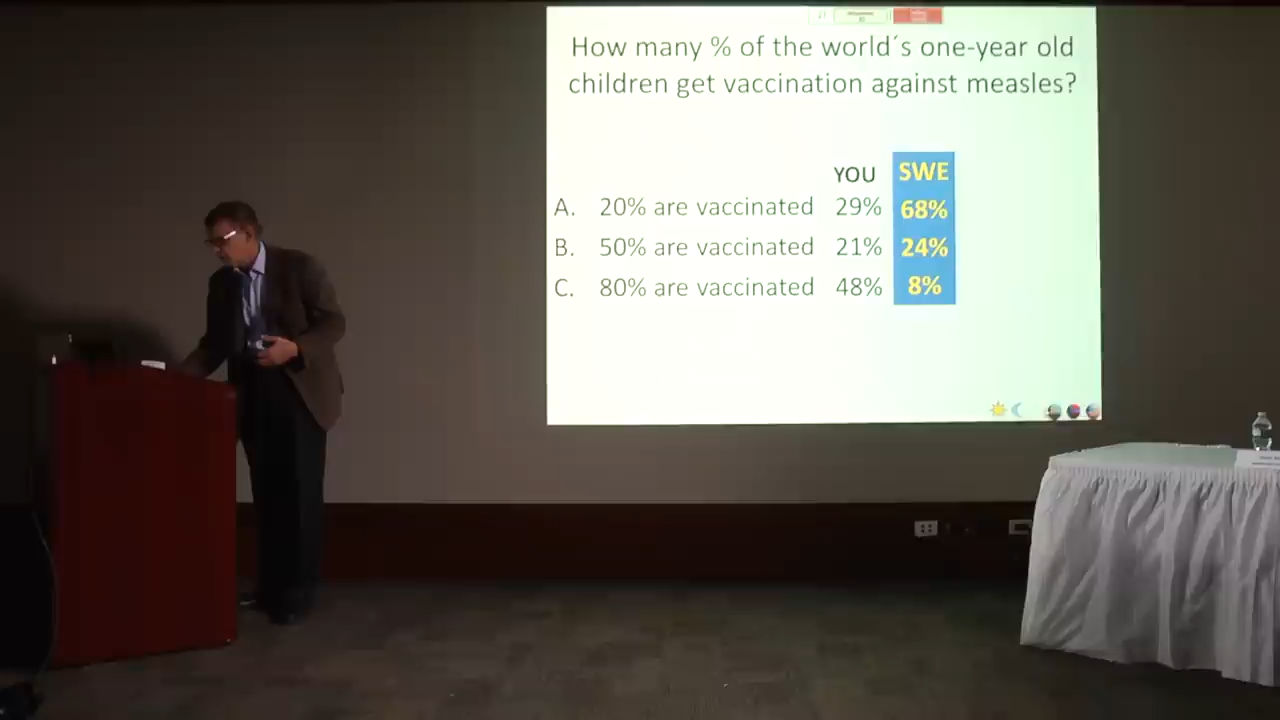 How many % of the world´s one-year old
children get vaccination against measles?
YOU SWE
A. 20% are vaccinated 29% 68%
B. 50% are vaccinated 21% 24%
C. 80% are vaccinated 48% 8%